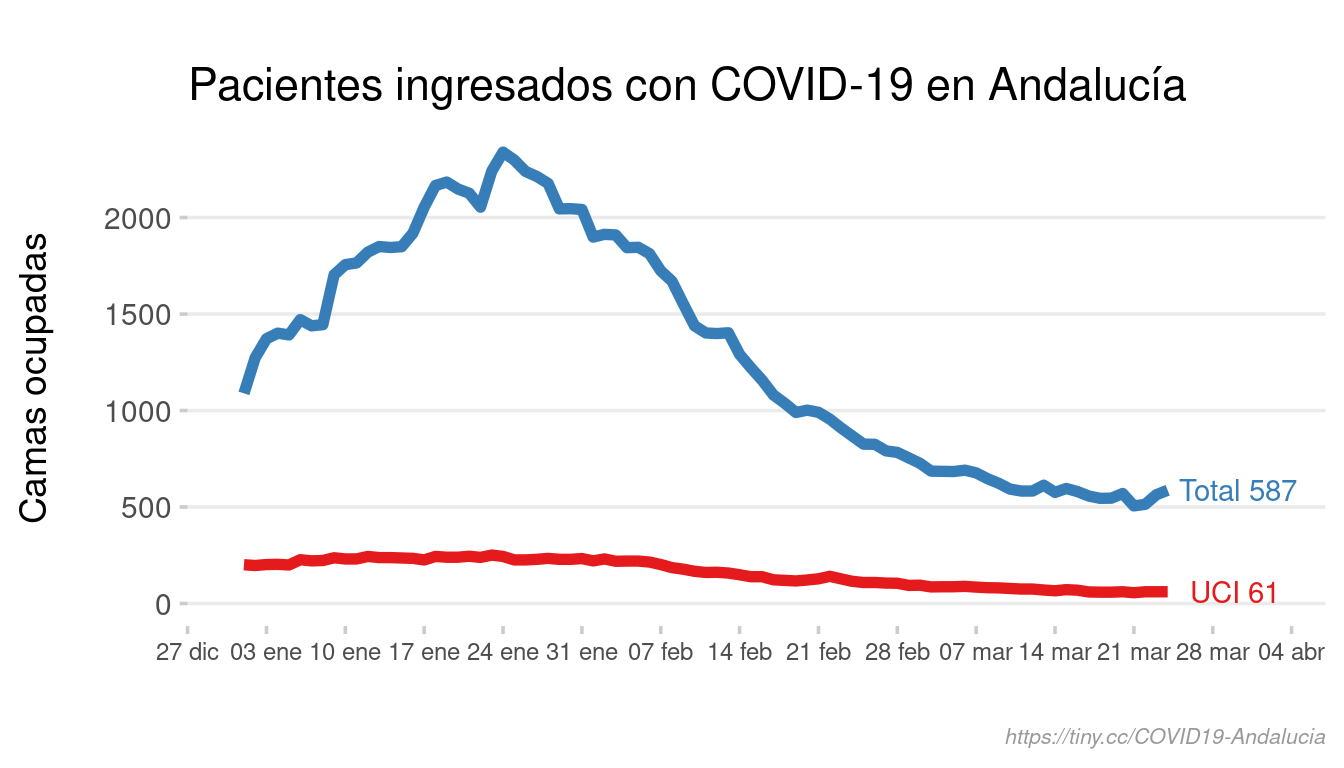 Pacientes ingresados con COVID-19 en Andalucía
Camas ocupadas
2000
1500
1000
500
0
Total 587
UCI 61
27 dic 03 ene 10 ene 17 ene 24 ene 31 ene 07 feb 14 feb 21 feb 28 feb 07 mar 14 mar 21 mar 28 mar 04 abr
https://tiny.cc/COVID19-Andalucia